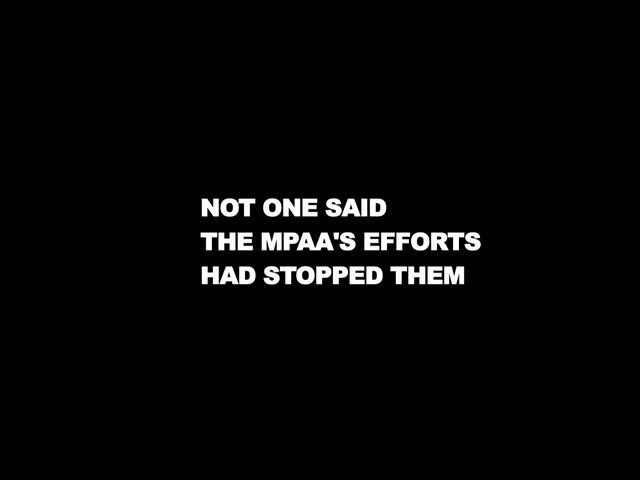 NOT ONE SAID
THE MPAA'S EFFORTS
HAD STOPPED THEM